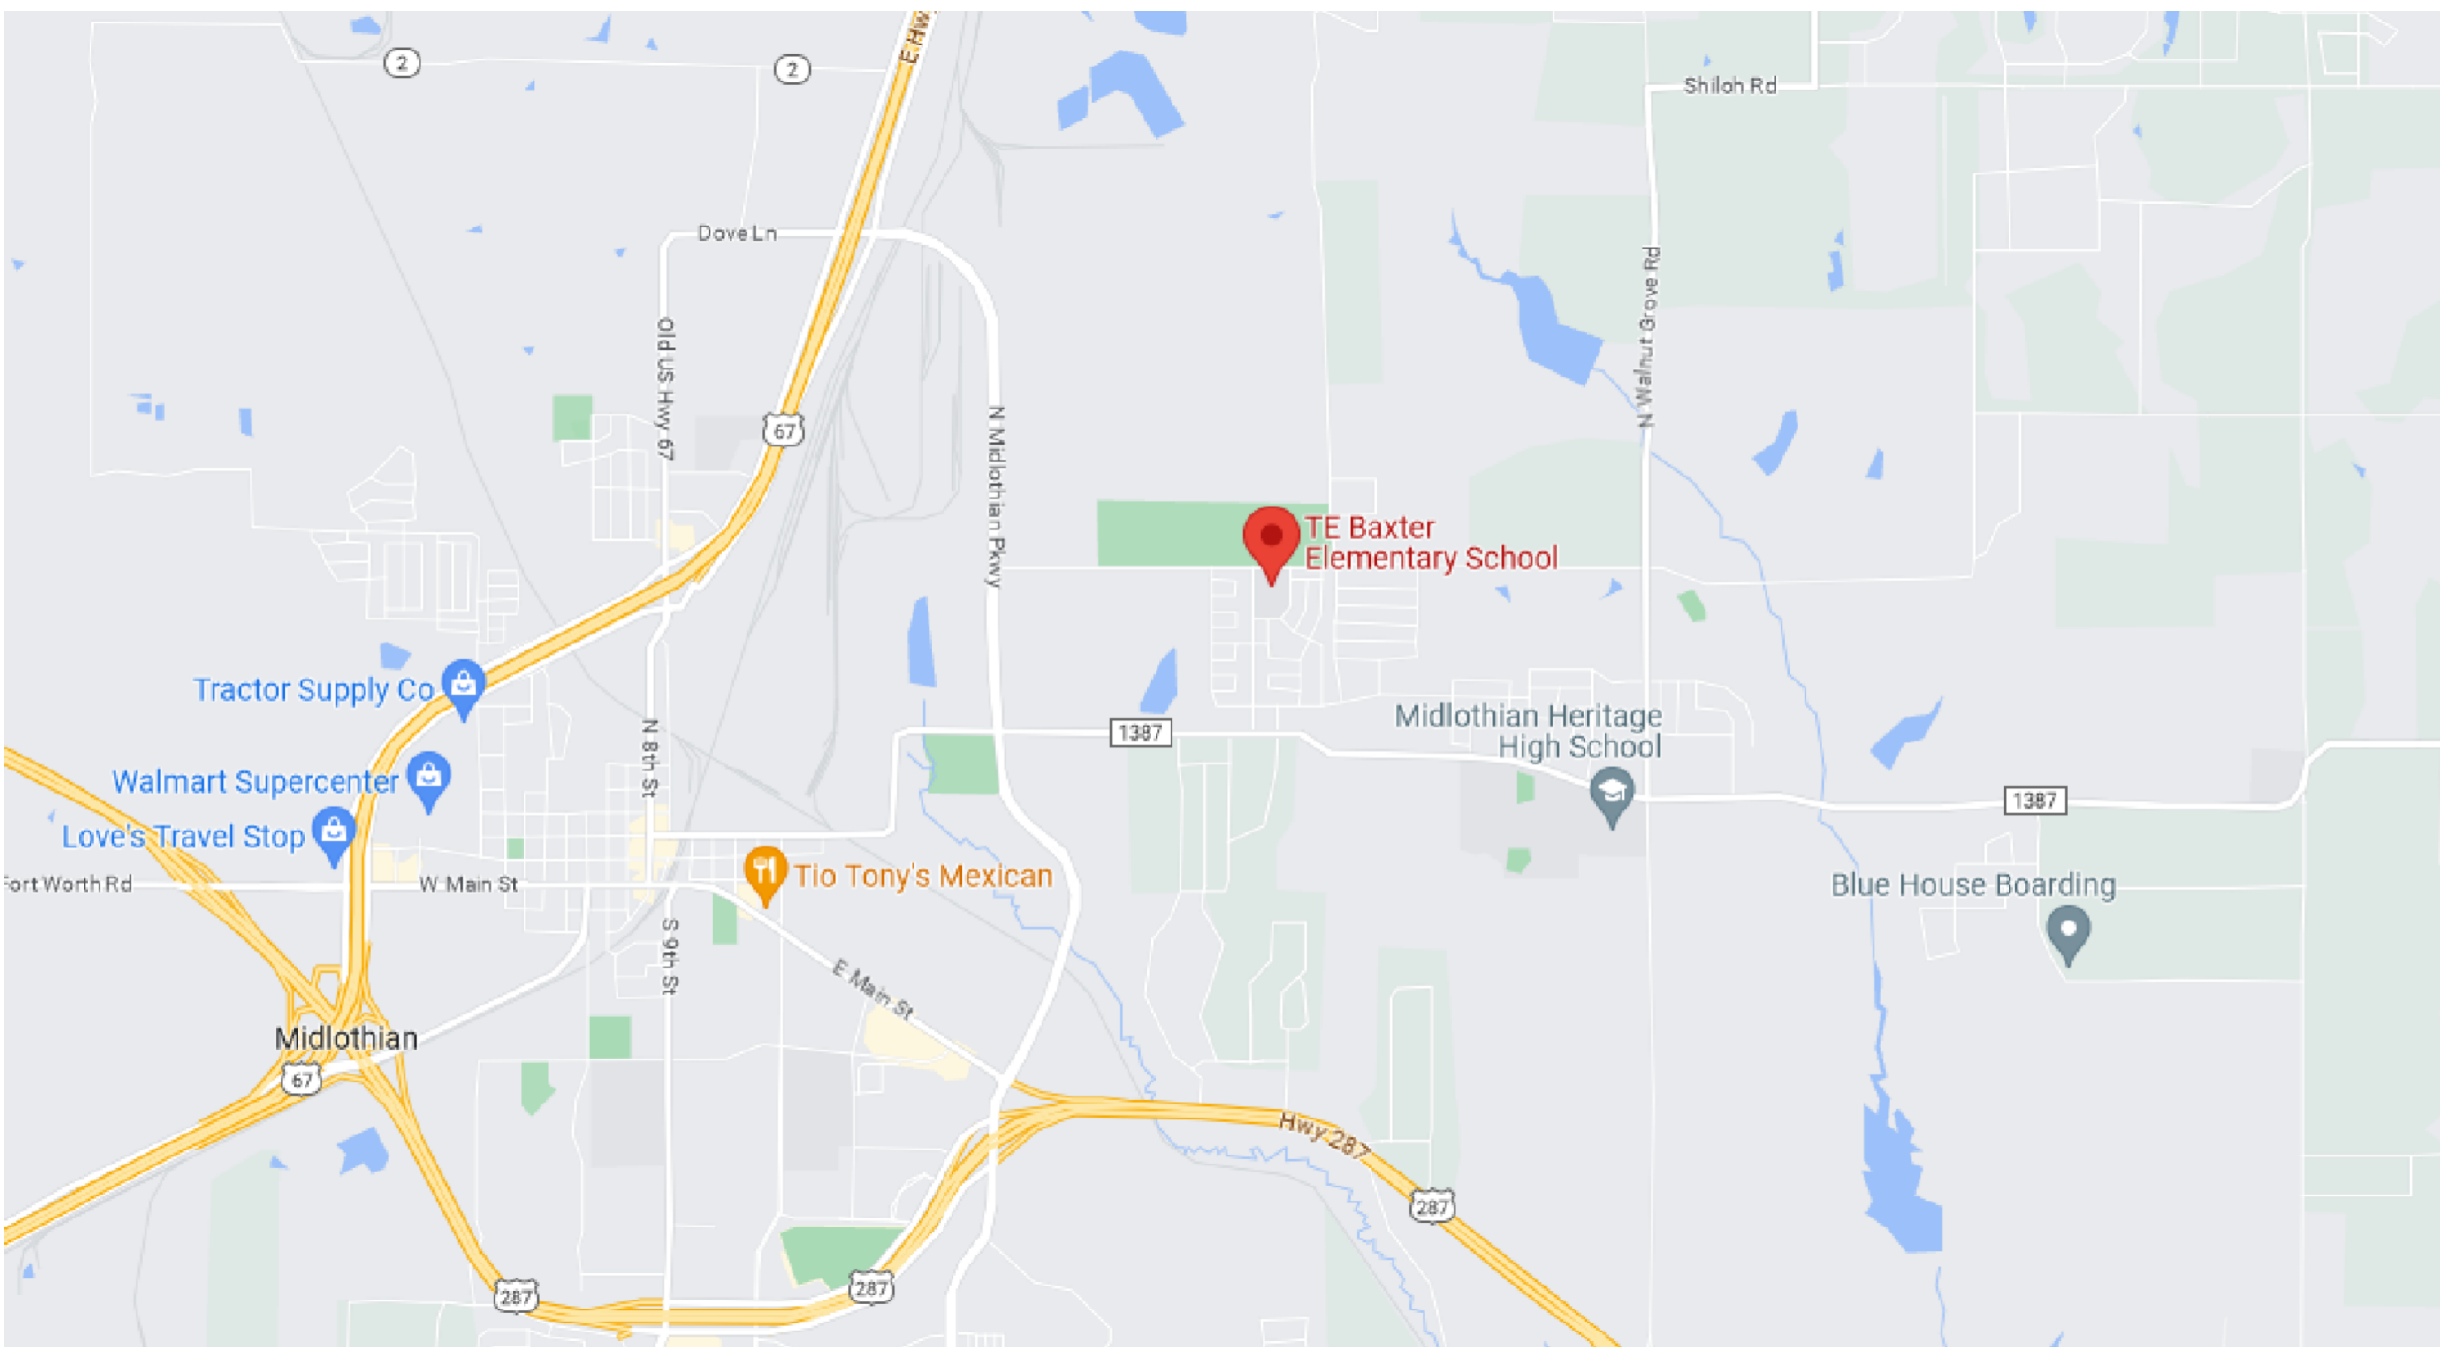 E Hw
2
2
Shiloh Rd
Dove Ln
N Walnut Grove Rd
Old US Hwy 67
67
N Midlothian Pkwy
TE Baxter
Elementary School
Tractor Supply Co
N 8th St
1387
Midlothian Heritage
High School
Walmart Supercenter
1387
Love's Travel Stop
Fort Worth Rd
W Main St
Tio Tony's Mexican
Blue House Boarding
S 9th St
E Main St
Midlothian
67
Hwy 287
287
287
287